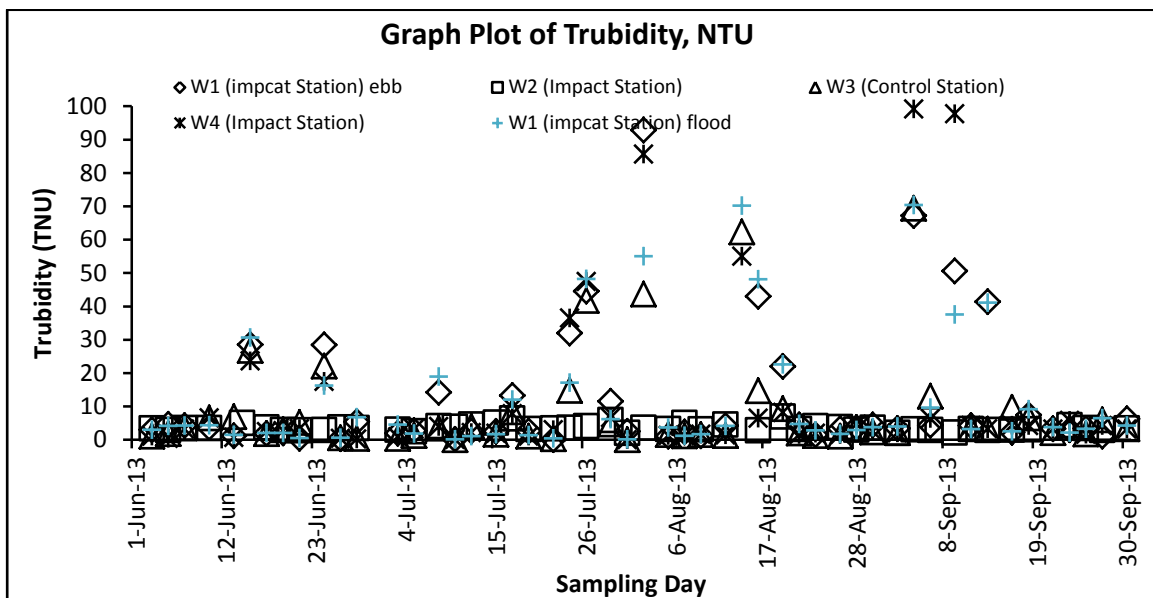 Graph Plot of Trubidity, NTU
W1 (impcat Station) ebb
W2 (Impact Station)
W3 (Control Station)
W4 (Impact Station)
W1 (impcat Station) flood
Trubidity (TNU)
100
90
80
70
60
50
40
30
20
10
0
1-Jun-13
12-Jun-13
23-Jun-13
4-Jul-13
15-Jul-13
26-Jul-13
6-Aug-13
17-Aug-13
28-Aug-13
8-Sep-13
19-Sep-13
30-Sep-13
Sampling Day